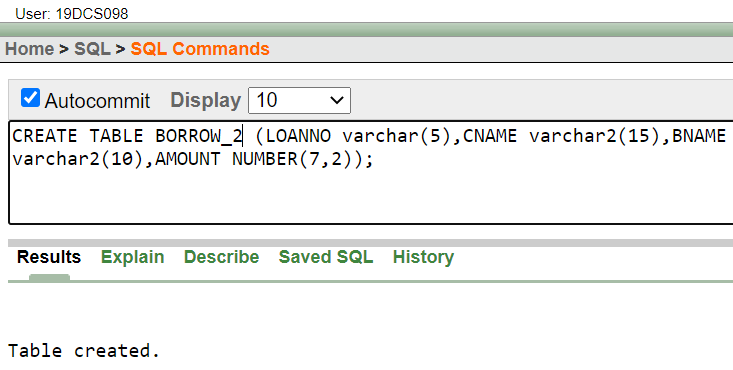 User: 19DCS098
Home > SQL > SQL Commands
Autocommit Display 10
CREATE TABLE BORROW_2 (LOANNO varchar(5),CNAME varchar2(15),BNAME
varchar2(10),AMOUNT NUMBER(7,2));
Results Explain Describe Saved SQL History
Table created.